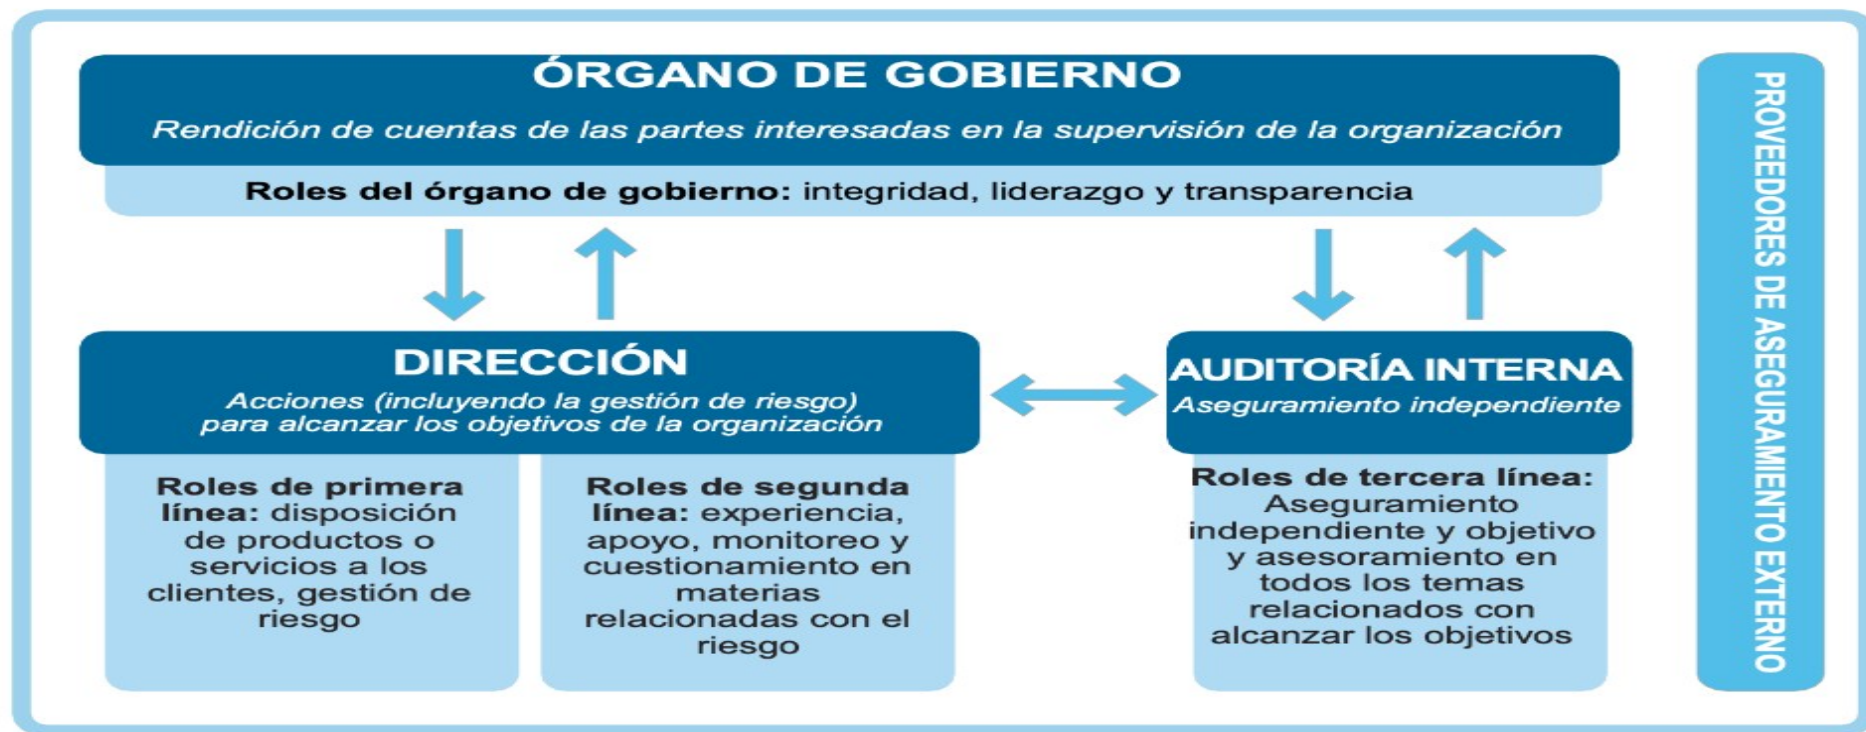 ÓRGANO DE GOBIERNO
Rendición de cuentas de las partes interesadas en la supervisión de la organización
Roles del órgano de gobierno: integridad, liderazgo y transparencia
DIRECCIÓN
Acciones (incluyendo la gestión de riesgo)
para alcanzar los objetivos de la organización
Roles de primera
línea: disposición
de productos o
servicios a los
clientes, gestión de
riesgo
Roles de segunda
línea: experiencia,
apoyo, monitoreo y
cuestionamiento en
materias
relacionadas con el
riesgo
AUDITORÍA INTERNA
Aseguramiento independiente
Roles de tercera línea:
Aseguramiento
independiente y objetivo
y asesoramiento en
todos los temas
relacionados con
alcanzar los objetivos
PROVEEDORES DE ASEGURAMIENTO EXTERNO